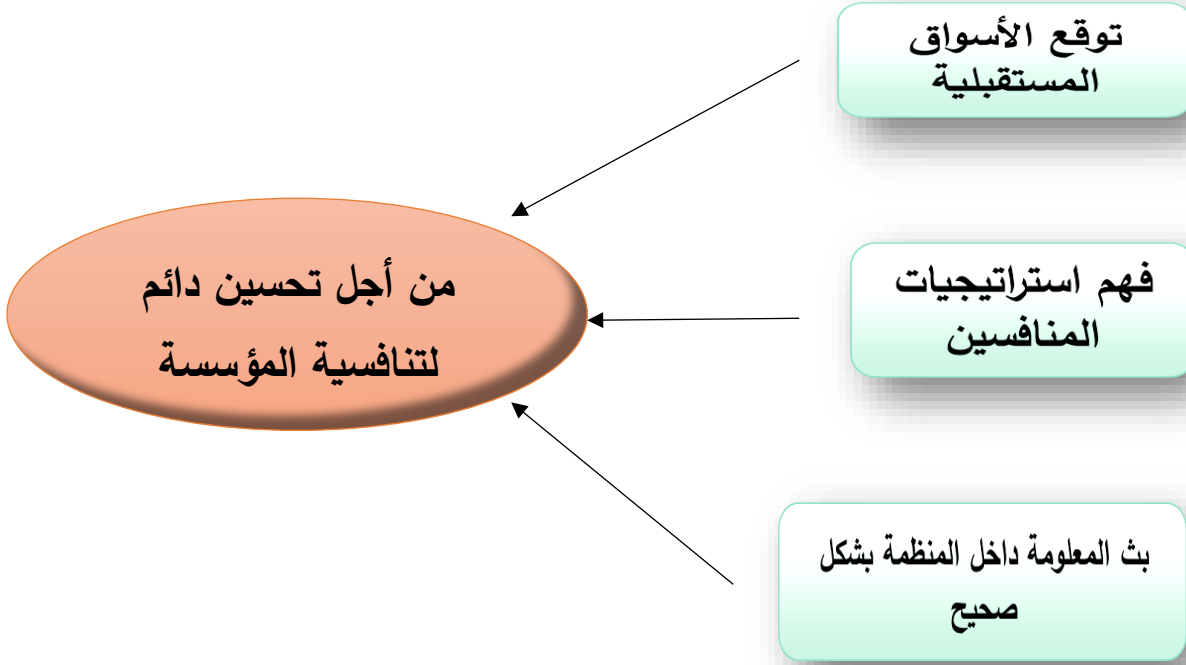 توقع الأسواق
المستقبلية
فهم استراتيجيات
المنافسين
بث المعلومة داخل المنظمة بشكل
صحيح
من أجل تحسين دائم
لتنافسية المؤسسة